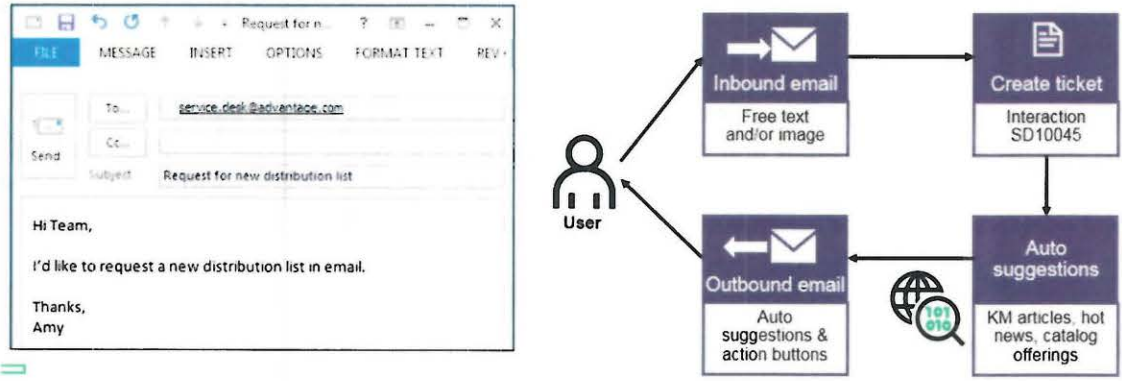 Request for n...
?
FILE MESSAGE INSERT OPTIONS FORMAT TEXT REV
To... service.desk@advantage.com
Cc...
Send
Subject Request for new distribution list
Hi Team,
I'd like to request a new distribution list in email.
Thanks,
Amy
User
Inbound email
Free text
and/or image
Create ticket
Interaction
SD10045
Auto
suggestions
KM articles, hot
news, catalog
offerings
101
010
Outbound email
Auto
suggestions &
action buttons